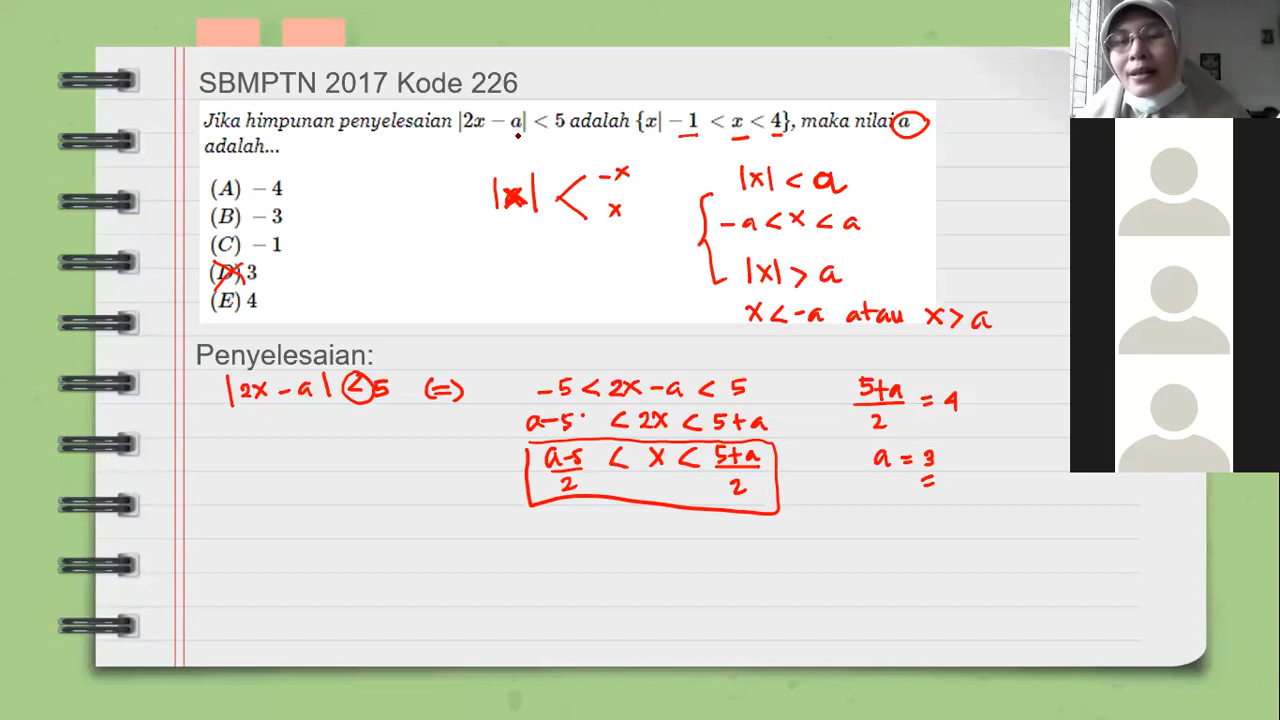 SBMPTN 2017 Kode 226
Jika himpunan penyelesaian |2x − a| < 5 adalah {x| − 1 < x < 4}, maka nilai a
adalah...
(A) − 4
(B) − 3
(C) − 1
(D) 3
(E) 4
|x| < -x
x
|x| < a
-a < x < a
|x| > a
x < -a atau x > a
Penyelesaian:
|2x - a| < 5 (=) -5 < 2x - a < 5
a-5 < 2x < 5+a
a-5/2 < x < 5+a/2
5+a/2 = 4
a = 3